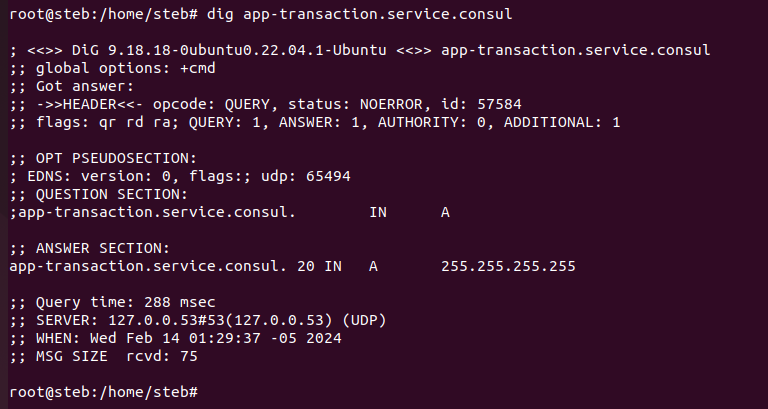 root@steb:/home/steb# dig app-transaction.service.consul
; <<>> DiG 9.18.18-0ubuntu0.22.04.1-Ubuntu <<>> app-transaction.service.consul
;; global options: +cmd
;; Got answer:
;; ->>HEADER<<- opcode: QUERY, status: NOERROR, id: 57584
;; flags: qr rd ra; QUERY: 1, ANSWER: 1, AUTHORITY: 0, ADDITIONAL: 1
;; OPT PSEUDOSECTION:
; EDNS: version: 0, flags:; udp: 65494
;; QUESTION SECTION:
;app-transaction.service.consul.	IN	A
;; ANSWER SECTION:
app-transaction.service.consul. 20 IN	A	255.255.255.255
;; Query time: 288 msec
;; SERVER: 127.0.0.53#53(127.0.0.53) (UDP)
;; WHEN: Wed Feb 14 01:29:37 -05 2024
;; MSG SIZE  rcvd: 75
root@steb:/home/steb#